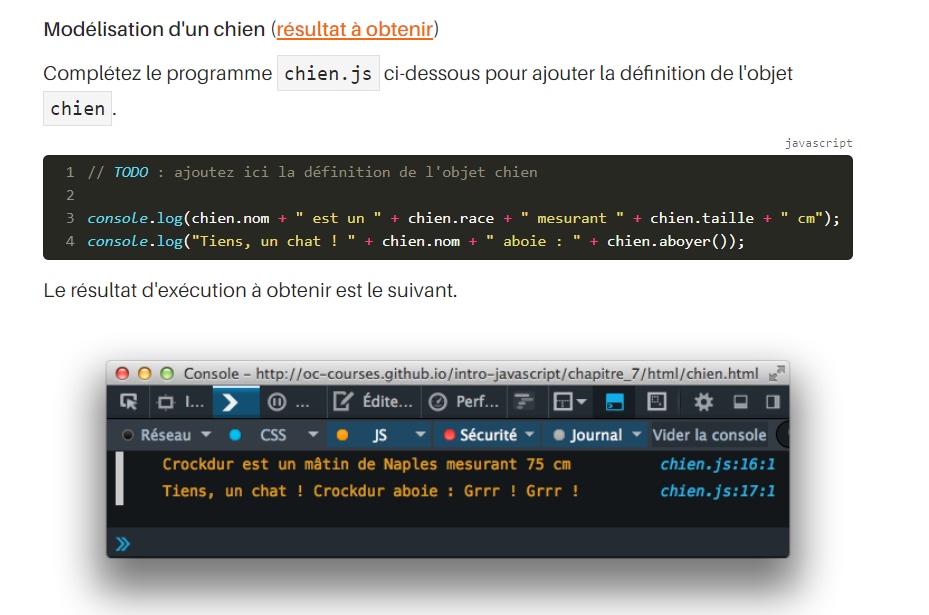 Modélisation d'un chien (résultat à obtenir)
Complétez le programme chien.js ci-dessous pour ajouter la définition de l'objet
chien.
javascript
1 // TODO : ajoutez ici la définition de l'objet chien
2
3 console.log(chien.nom + " est un " + chien.race + " mesurant " + chien.taille + " cm");
4 console.log("Tiens, un chat ! " + chien.nom + " aboie : " + chien.aboyer());
Le résultat d'exécution à obtenir est le suivant.
Console - http://oc-courses.github.io/intro-javascript/chapitre_7/html/chien.html
I... ... Édite... Perf...
Réseau CSS JS Sécurité Journal Vider la console
Crockdur est un mâtin de Naples mesurant 75 cm chien.js:16:1
Tiens, un chat ! Crockdur aboie : Grrr ! Grrr ! chien.js:17:1
»